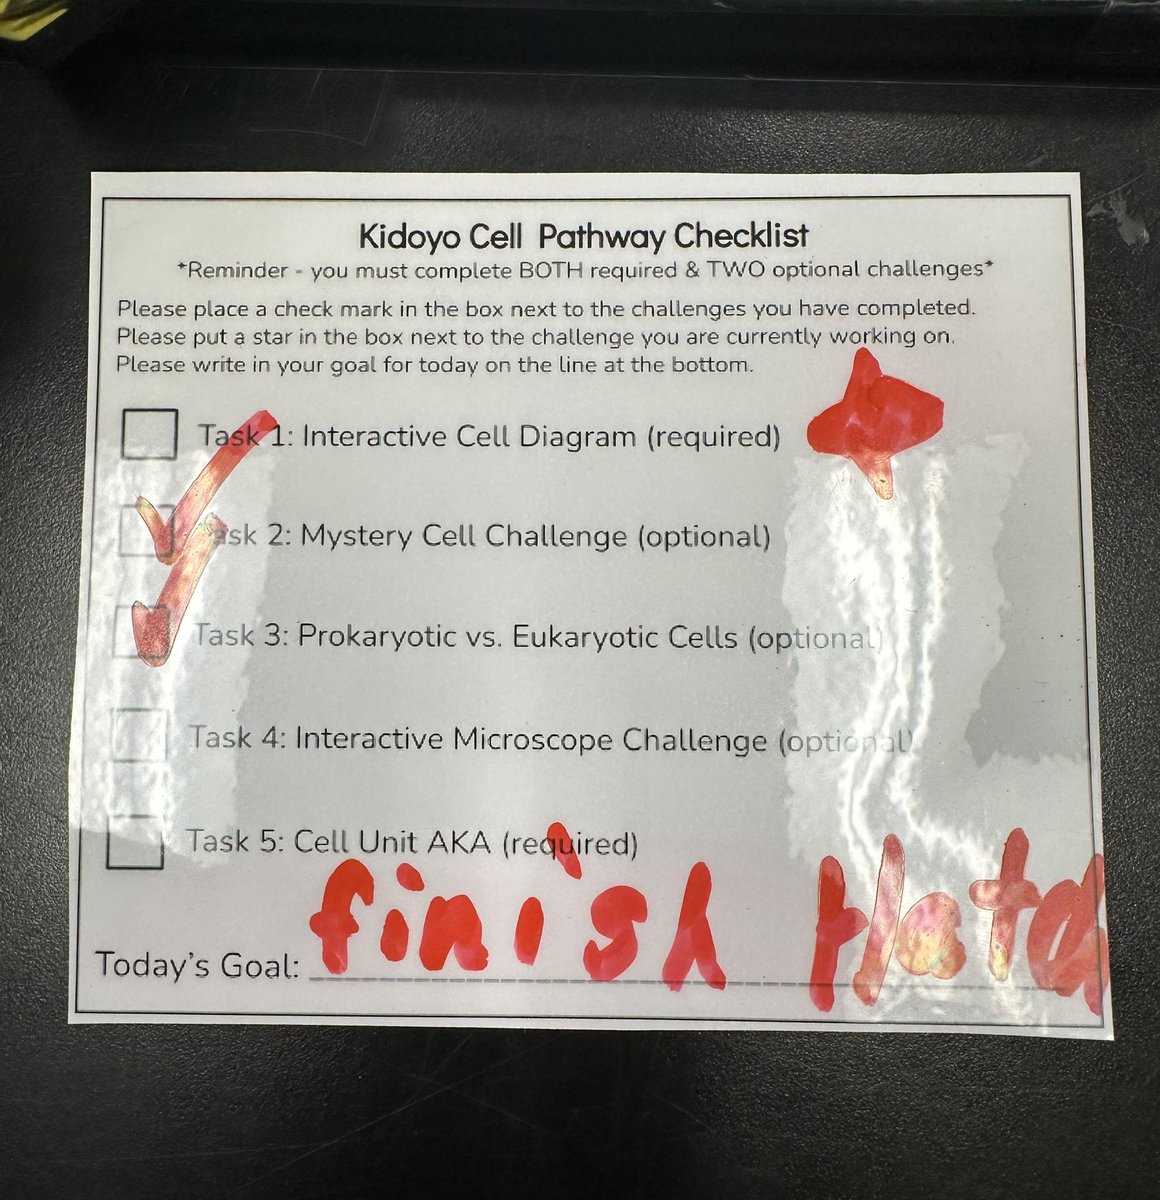 Kidoyo Cell Pathway Checklist
*Reminder - you must complete BOTH required & TWO optional challenges*
Please place a check mark in the box next to the challenges you have completed.
Please put a star in the box next to the challenge you are currently working on.
Please write in your goal for today on the line at the bottom.
Task 1: Interactive Cell Diagram (required)
Task 2: Mystery Cell Challenge (optional)
Task 3: Prokaryotic vs. Eukaryotic Cells (optional)
Task 4: Interactive Microscope Challenge (optional)
Task 5: Cell Unit AKA (required)
Today's Goal: finish